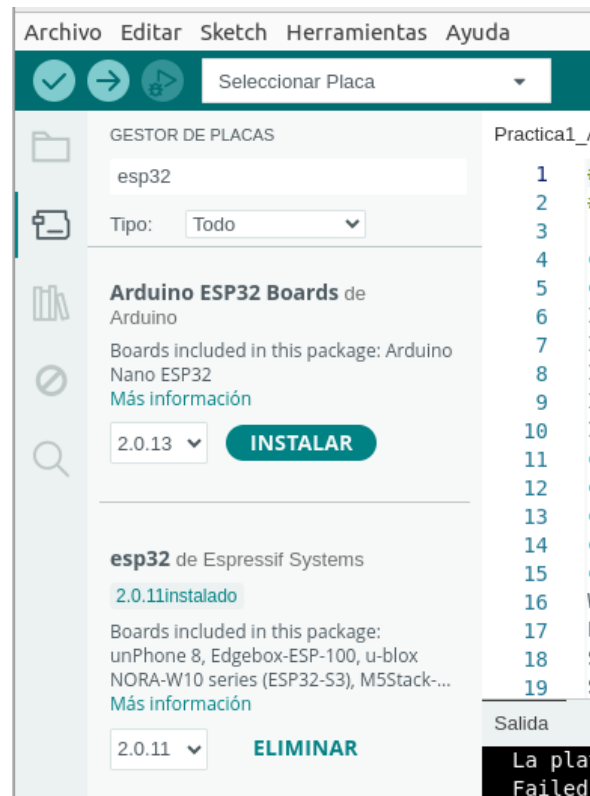 Archivo Editar Sketch Herramientas Ayuda
Seleccionar Placa
GESTOR DE PLACAS
esp32
Tipo: Todo
Arduino ESP32 Boards de
Arduino
Boards included in this package: Arduino
Nano ESP32
Más información
2.0.13 INSTALAR
esp32 de Espressif Systems
2.0.11instalado
Boards included in this package:
unPhone 8, Edgebox-ESP-100, u-blox
NORA-W10 series (ESP32-S3), M5Stack-...
Más información
2.0.11 ELIMINAR
Practica1_
1
2
3
4
5
6
7
8
9
10
11
12
13
14
15
16
17
18
19
Salida
La pla
Failed